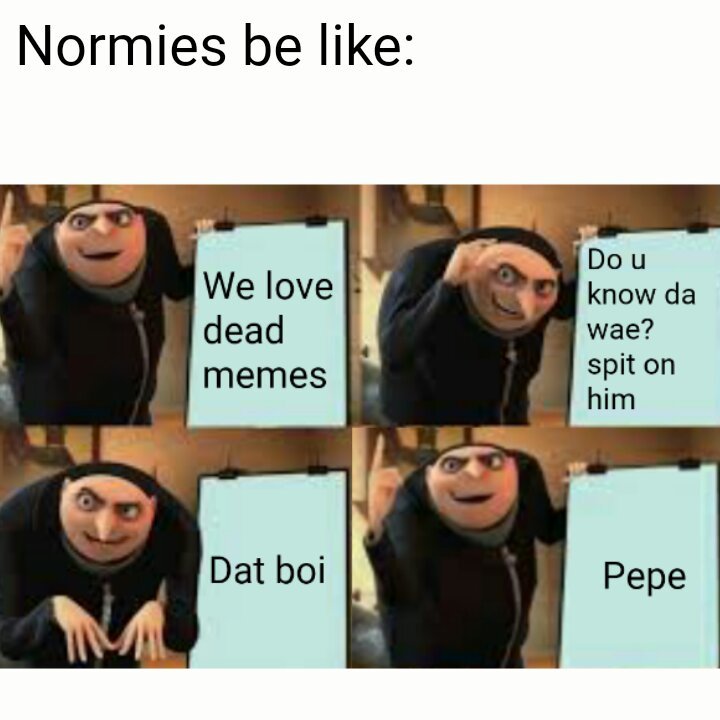 Normies be like:
We love
dead
memes
Do u
know da
wae?
spit on
him
Dat boi
Pepe